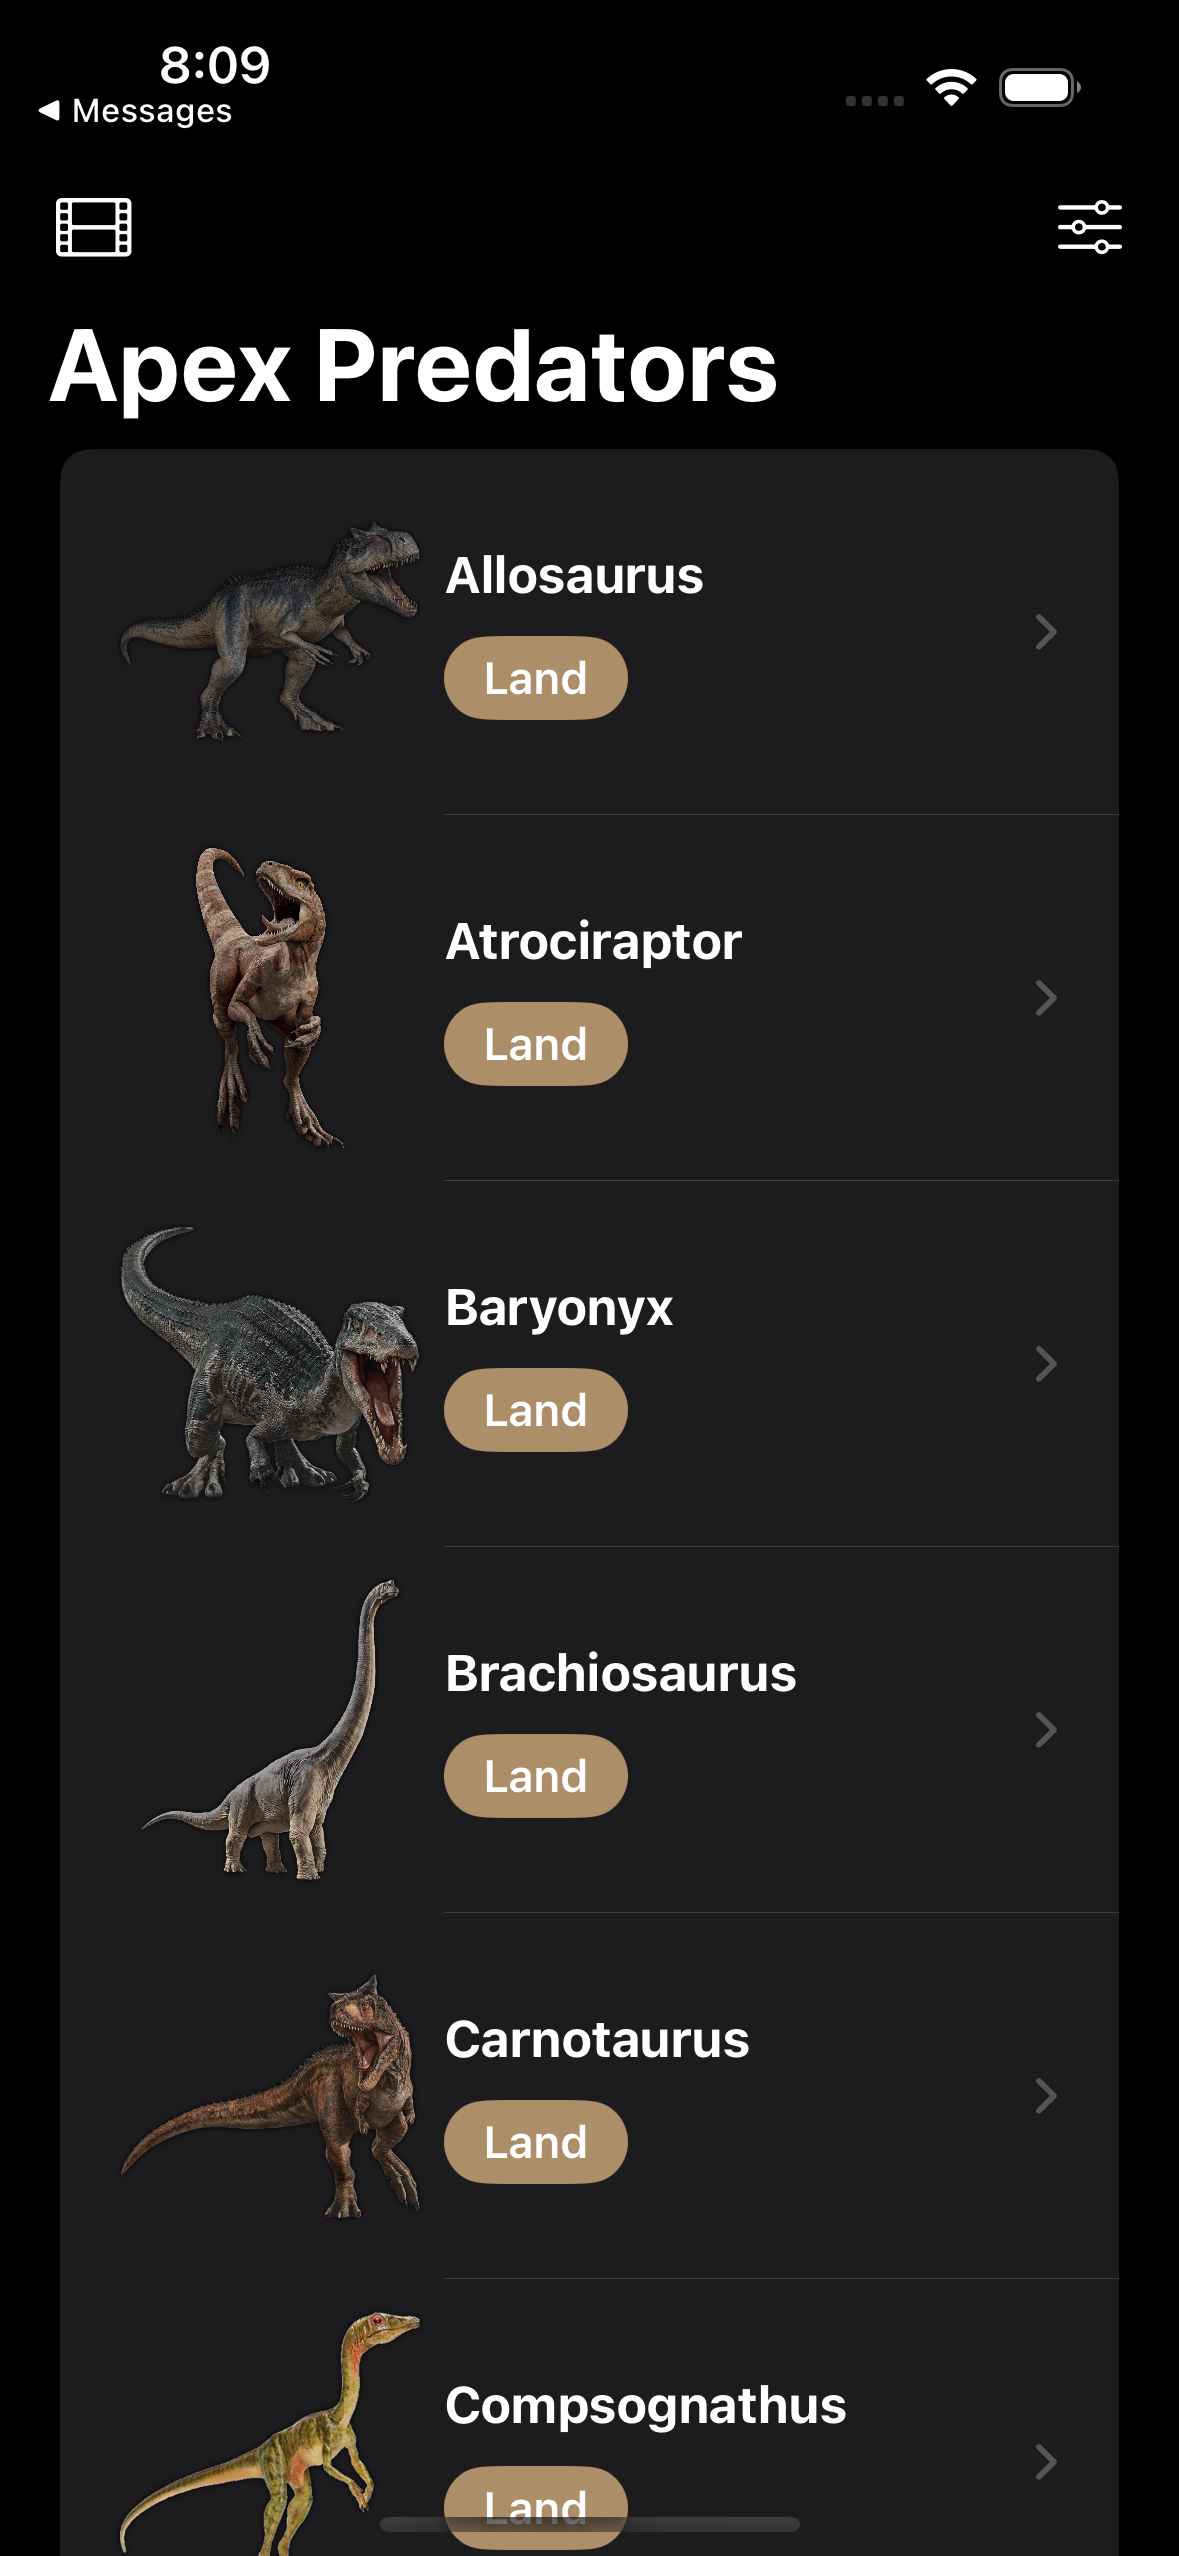 8:09
Messages
Apex Predators
Allosaurus
Land
Atrociraptor
Land
Baryonyx
Land
Brachiosaurus
Land
Carnotaurus
Land
Compsognathus
Land